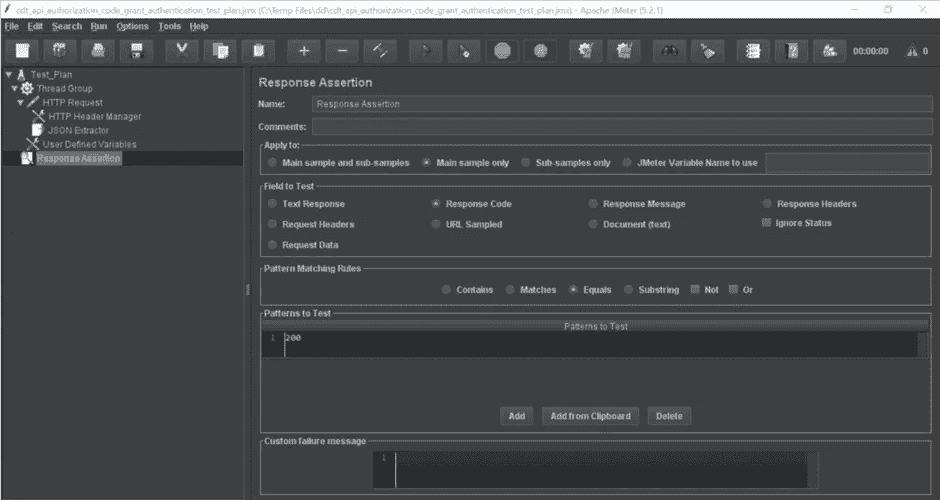 cdt_api_authorization_code_grant_authentication_test_plan.jmx (C:\Temp Files\dd\cdt_api_authorization_code_grant_authentication_test_plan.jmx) - Apache JMeter (5.2.1)
File Edit Search Run Options Tools Help
00:00:00 0
Test_Plan
Thread Group
HTTP Request
HTTP Header Manager
JSON Extractor
User Defined Variables
Response Assertion
Response Assertion
Name: Response Assertion
Comments:
Apply to:
Main sample and sub-samples Main sample only Sub-samples only JMeter Variable Name to use
Field to Test
Text Response Response Code Response Message Response Headers
Request Headers URL Sampled Document (text) Ignore Status
Request Data
Pattern Matching Rules
Contains Matches Equals Substring Not Or
Patterns to Test
Patterns to Test
1 200
Add Add from Clipboard Delete
Custom failure message
1